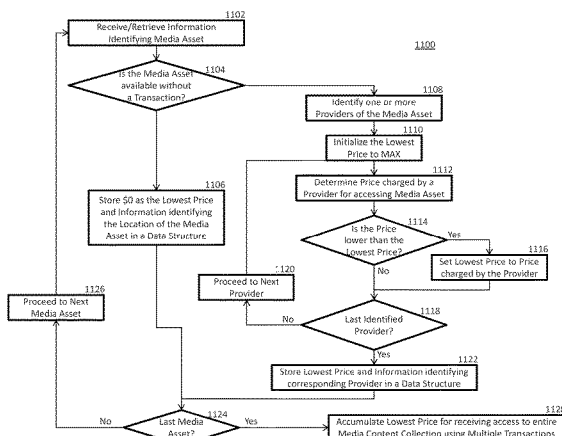 1102
Receive/Retrieve Information
Identifying Media Asset
1100
1104
Is the Media Asset
available without
a Transaction?
1108
Identify one or more
Providers of the Media Asset
1110
Initialize the Lowest
Price to MAX
1112
Determine Price charged by a
Provider for accessing Media Asset
1106
Store $0 as the Lowest Price
and Information identifying
the Location of the Media
Asset in a Data Structure
1114
Is the Price
lower than the
Lowest Price?
Yes
1116
Set Lowest Price to Price
charged by the Provider
No
1120
Proceed to Next
Provider
1126
Proceed to Next
Media Asset
1118
Last Identified
Provider?
No
Yes
1122
Store Lowest Price and Information identifying
corresponding Provider in a Data Structure
1124
Last Media
Asset?
No
Yes
Accumulate Lowest Price for receiving access to entire
Media Content Collection using Multiple Transactions